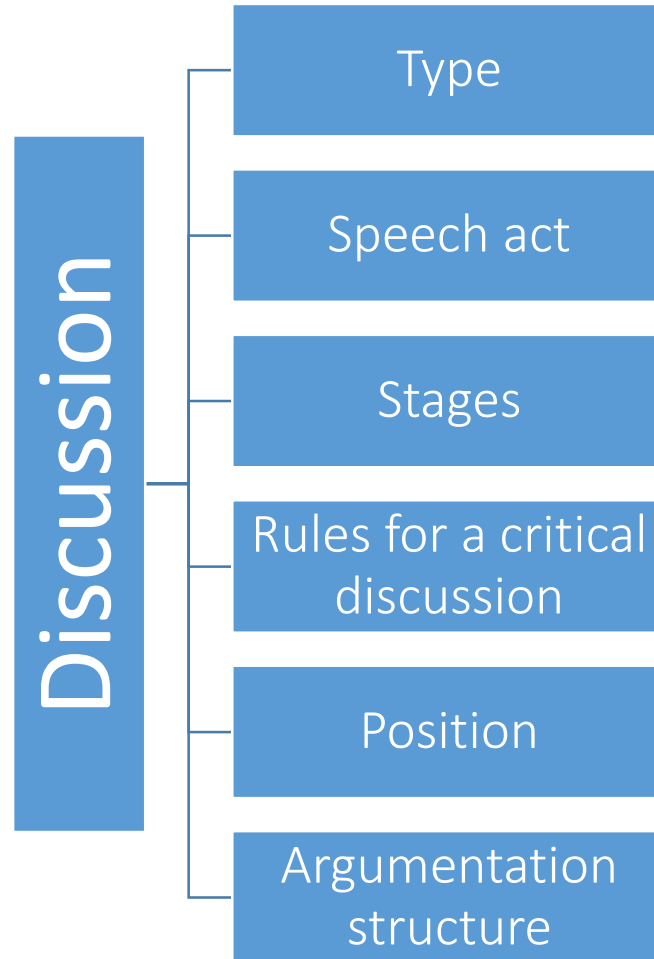 Discussion
Type
Speech act
Stages
Rules for a critical
discussion
Position
Argumentation
structure